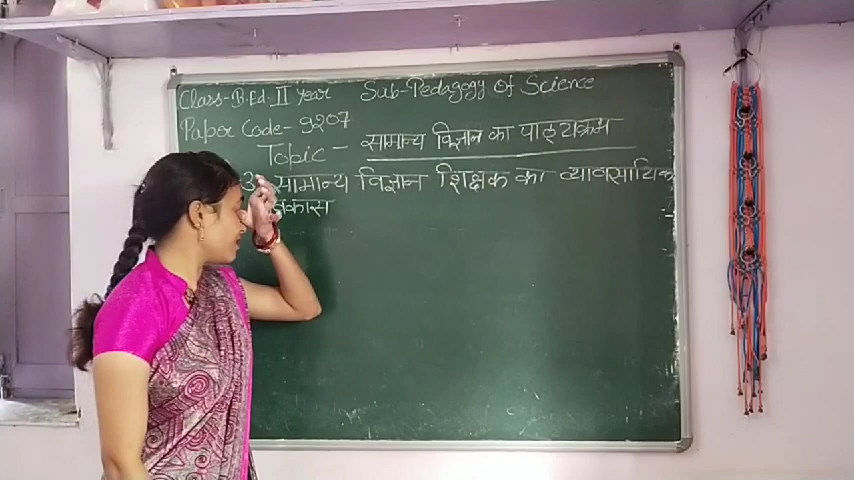 Class-B.Ed-II Year Sub-Pedagogy of Science
Paper Code- 9207
Topic - सामान्य विज्ञान का पाठ्यक्रम
3 सामान्य विज्ञान शिक्षक का व्यावसायिक
विकास